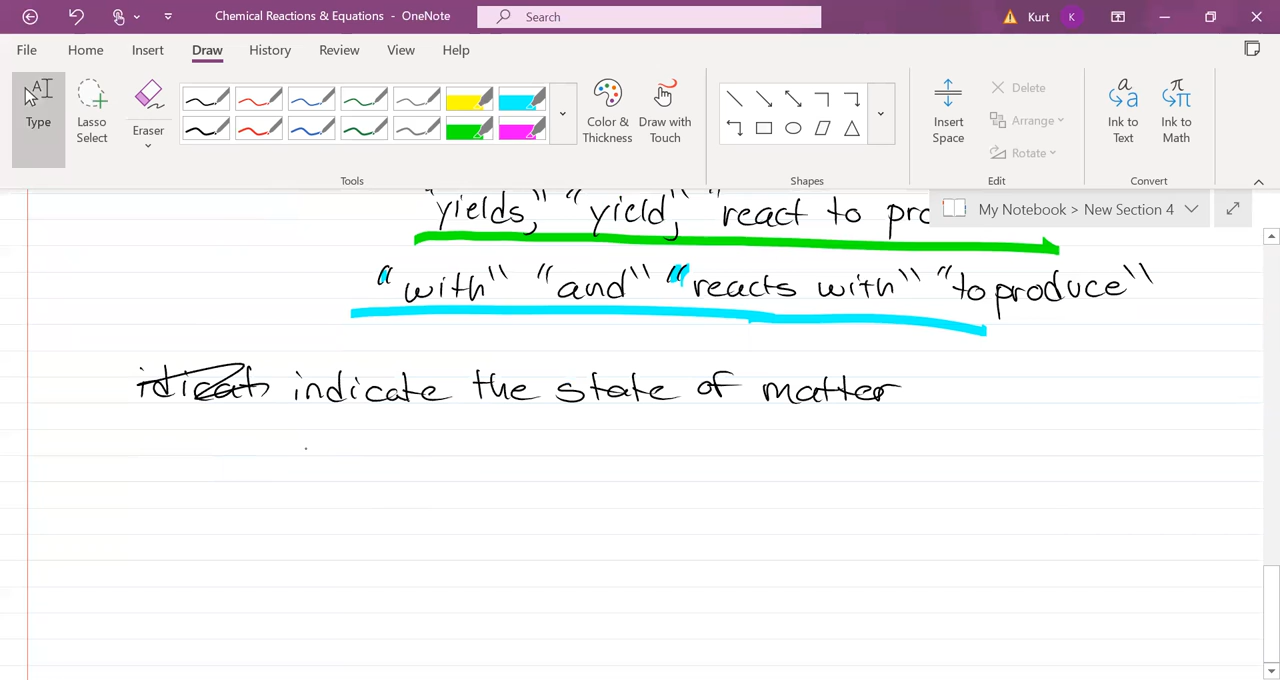 Chemical Reactions & Equations - OneNote
Search
Kurt
K
File Home Insert Draw History Review View Help
Type
Lasso Select
Eraser
Color & Thickness
Draw with Touch
Insert Space
Delete
Arrange
Rotate
Ink to Text
Ink to Math
Tools
Shapes
Edit
Convert
"yields," "yield," "react to pro
My Notebook > New Section 4
"with" "and" "reacts with" "to produce"
indicate the state of matter